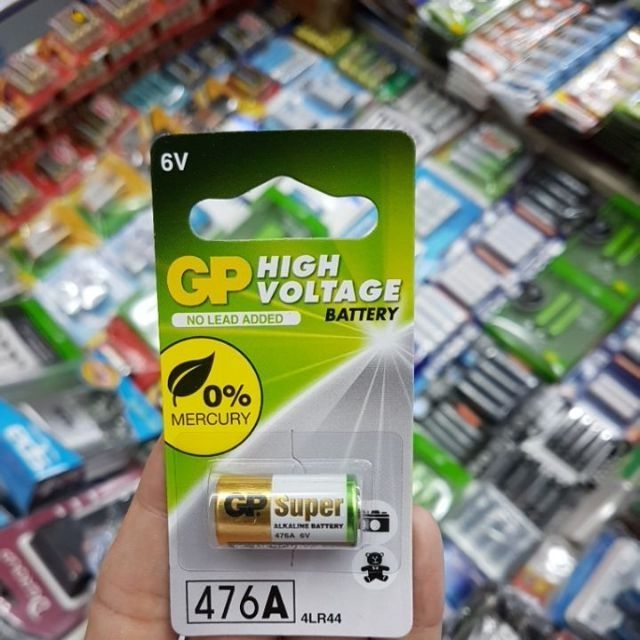 6V
GP HIGH
VOLTAGE
BATTERY
NO LEAD ADDED
0%
MERCURY
GP Super
ALKALINE BATTERY
476A 6V
476A 4LR44